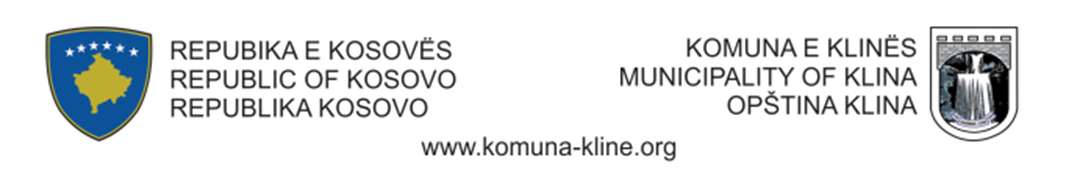 REPUBIKA E KOSOVËS
REPUBLIC OF KOSOVO
REPUBLIKA KOSOVO
KOMUNA E KLINËS
MUNICIPALITY OF KLINA
OPŠTINA KLINA
www.komuna-kline.org